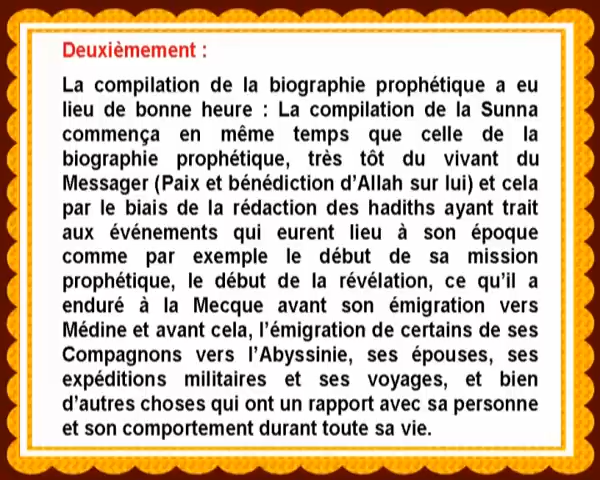 Deuxièmement :
La compilation de la biographie prophétique a eu
lieu de bonne heure : La compilation de la Sunna
commença en même temps que celle de la
biographie prophétique, très tôt du vivant du
Messager (Paix et bénédiction d'Allah sur lui) et cela
par le biais de la rédaction des hadiths ayant trait
aux événements qui eurent lieu à son époque
comme par exemple le début de sa mission
prophétique, le début de la révélation, ce qu'il a
enduré à la Mecque avant son émigration vers
Médine et avant cela, l'émigration de certains de ses
Compagnons vers l'Abyssinie, ses épouses, ses
expéditions militaires et ses voyages, et bien
d'autres choses qui ont un rapport avec sa personne
et son comportement durant toute sa vie.